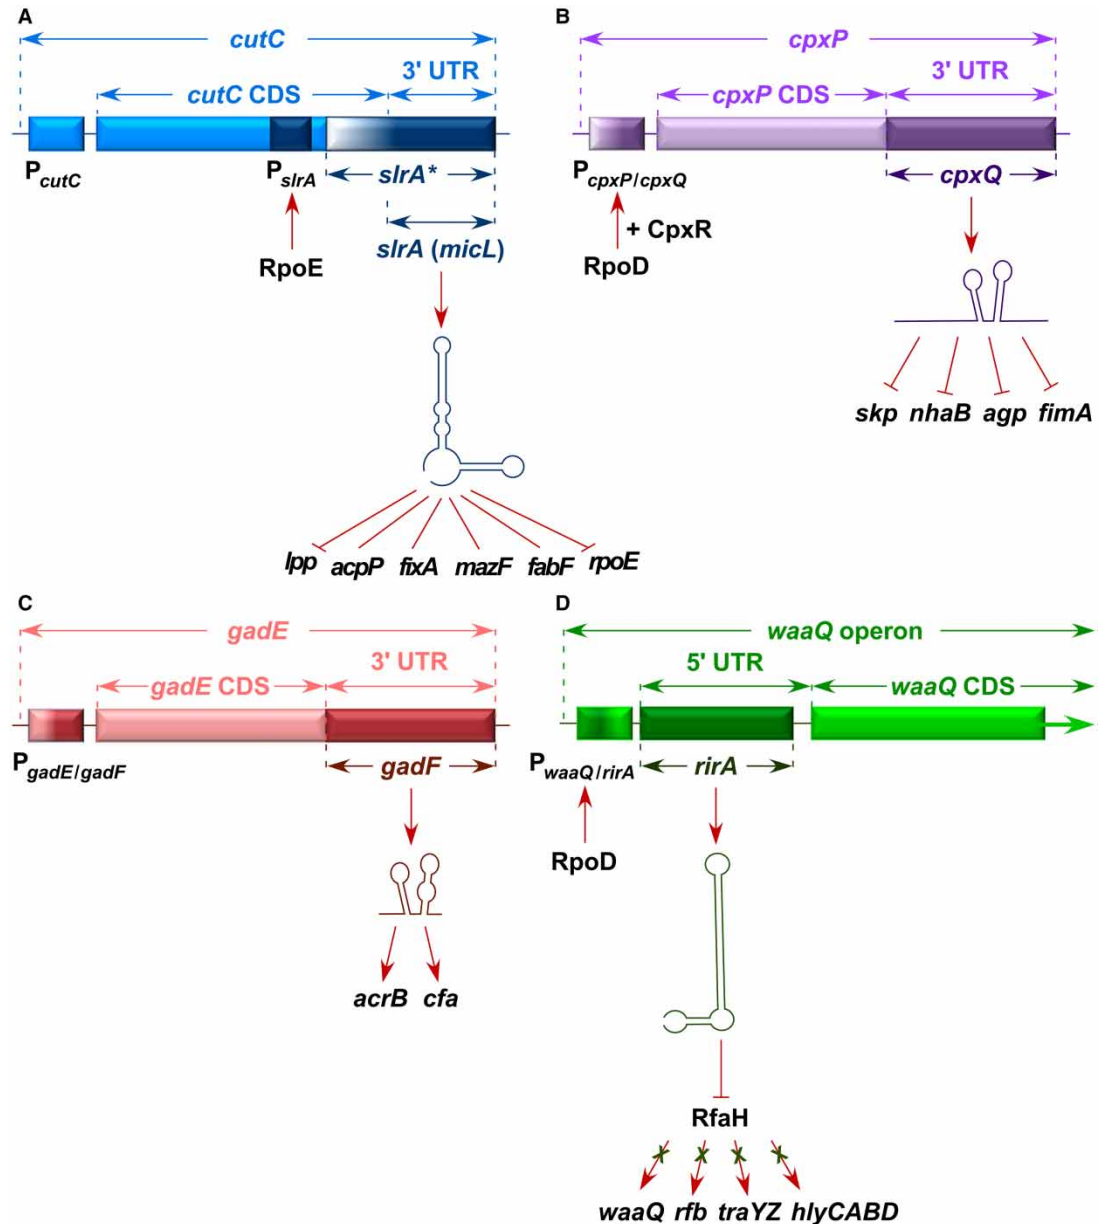 A
cutC
3' UTR
cutC CDS
PcutC
PslrA
slrA*
RpoE
slrA (micL)
lpp acpP fixA mazF fabF rpoE
B
cpxP
3' UTR
cpxP CDS
PcpxP/cpxQ
cpxQ
+ CpxR
RpoD
skp nhaB agp fimA
C
gadE
3' UTR
gadE CDS
PgadE/gadF
gadF
acrB cfa
D
waaQ operon
5' UTR
waaQ CDS
PwaaQ/rirA
rirA
RpoD
RfaH
x x x x
waaQ rfb traYZ hlyCABD